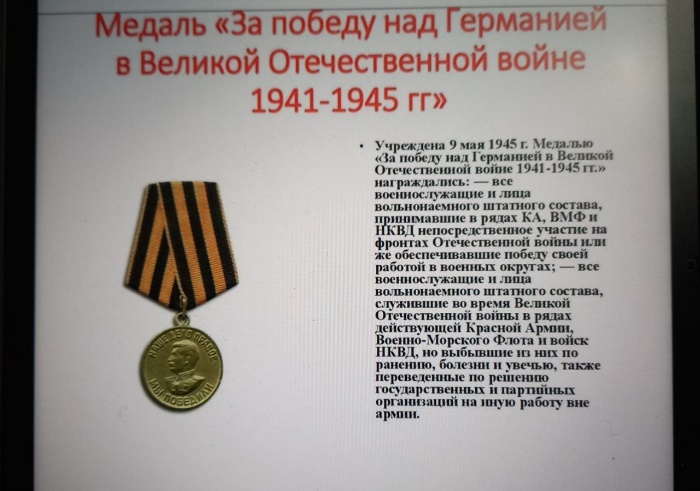 Медаль «За победу над Германией
в Великой Отечественной войне
1941-1945 гг»
• Учреждена 9 мая 1945 г. Медалью
«За победу над Германией в Великой
Отечественной войне 1941-1945 гг.»
награждались: — все
военнослужащие и лица
вольнонаемного штатного состава,
принимавшие в рядах КА, ВМФ и
НКВД непосредственное участие на
фронтах Отечественной войны или
же обеспечивавшие победу своей
работой в военных округах; — все
военнослужащие и лица
вольнонаемного штатного состава,
служившие во время Великой
Отечественной войны в рядах
действующей Красной Армии,
Военно-Морского Флота и войск
НКВД, но выбывшие из них по
ранению, болезни и увечью, также
переведенные по решению
государственных и партийных
организаций на иную работу вне
армии.
НАШЕ ДЕЛО ПРАВОЕ
МЫ ПОБЕДИЛИ